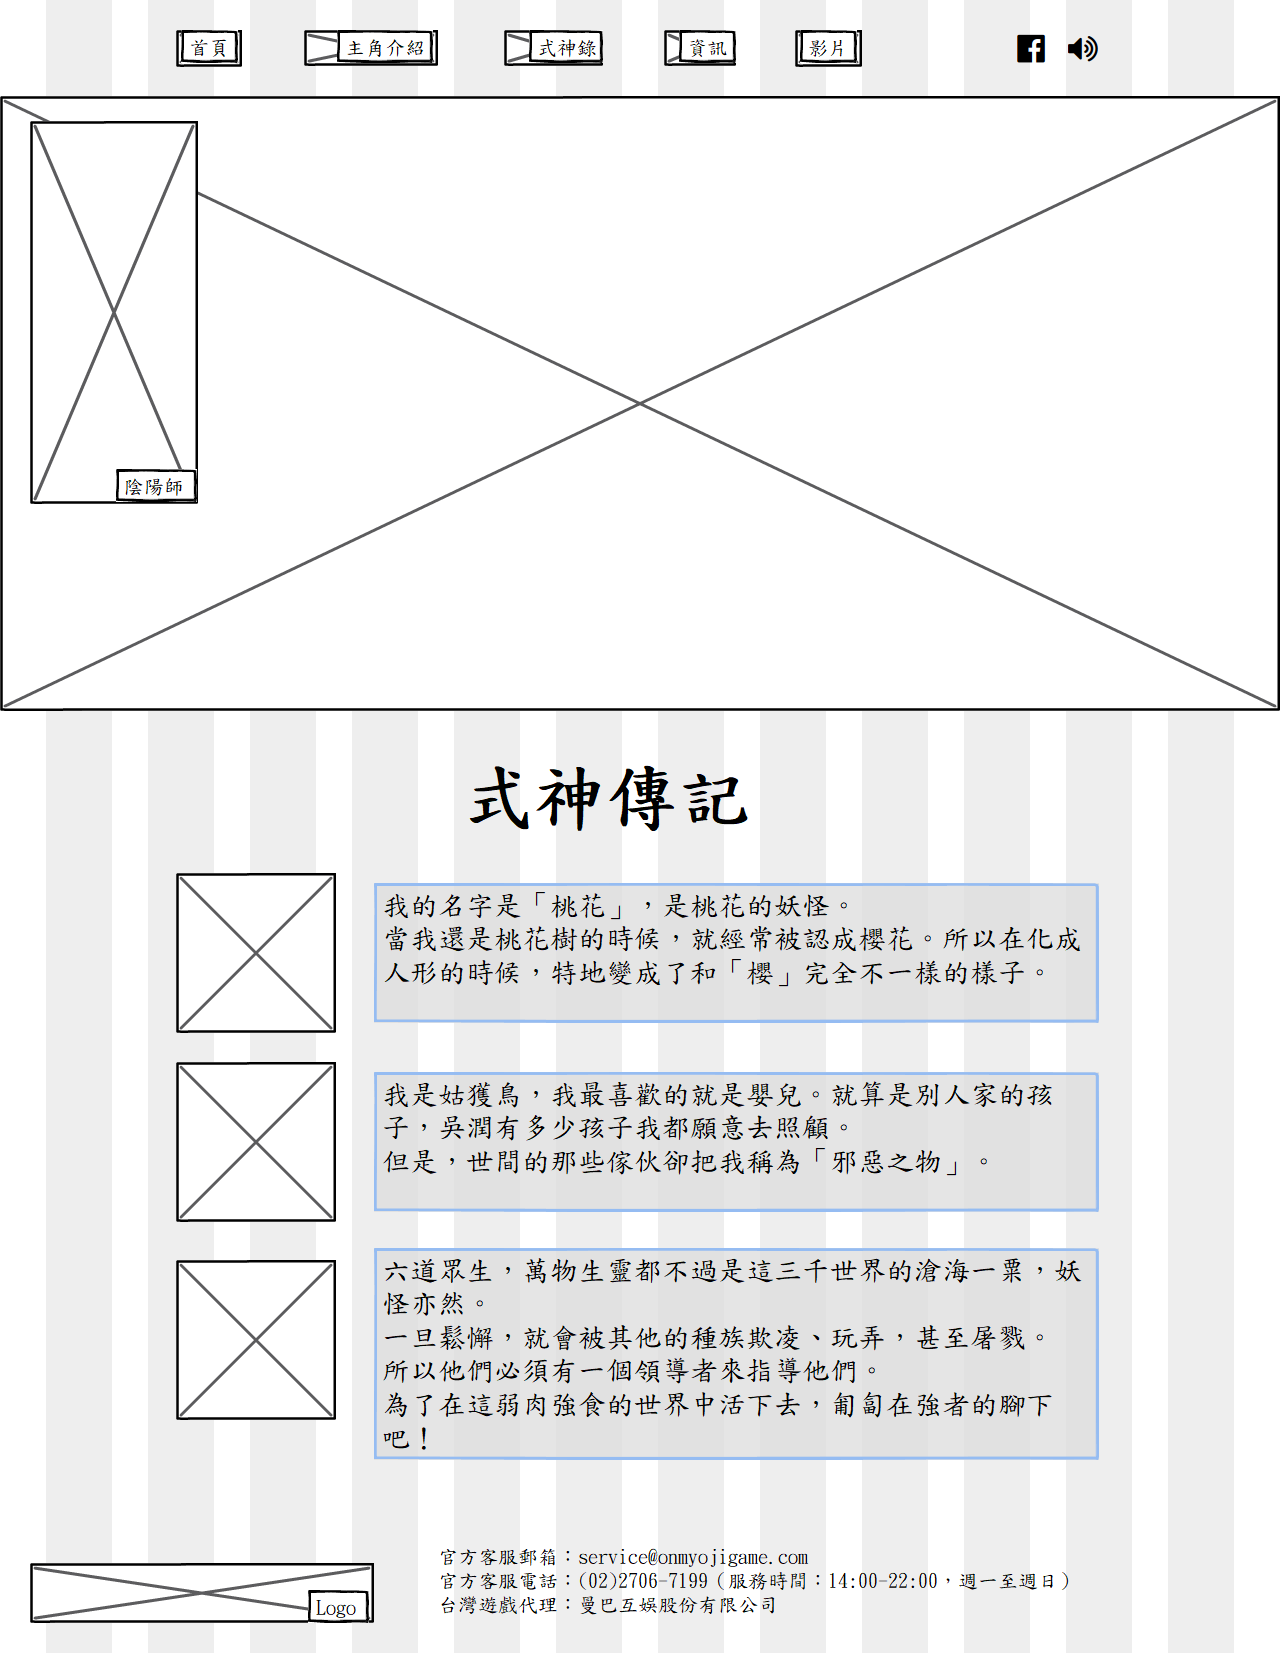 首頁
主角介紹
式神錄
資訊
影片
陰陽師
式神傳記
我的名字是「桃花」，是桃花的妖怪。
當我還是桃花樹的時候，就經常被認成櫻花。所以在化成
人形的時候，特地變成了和「櫻」完全不一樣的樣子。
我是姑獲鳥，我最喜歡的就是嬰兒。就算是別人家的孩
子，吳潤有多少孩子我都願意去照顧。
但是，世間的那些傢伙卻把我稱為「邪惡之物」。
六道眾生，萬物生靈都不過是這三千世界的滄海一粟，妖
怪亦然。
一旦鬆懈，就會被其他的種族欺凌、玩弄，甚至屠戮。
所以他們必須有一個領導者來指導他們。
為了在這弱肉強食的世界中活下去，匍匐在強者的腳下
吧！
官方客服郵箱：service@onmyojigame.com
官方客服電話：(02)2706-7199（服務時間：14:00-22:00，週一至週日）
台灣遊戲代理：曼巴互娛股份有限公司
Logo